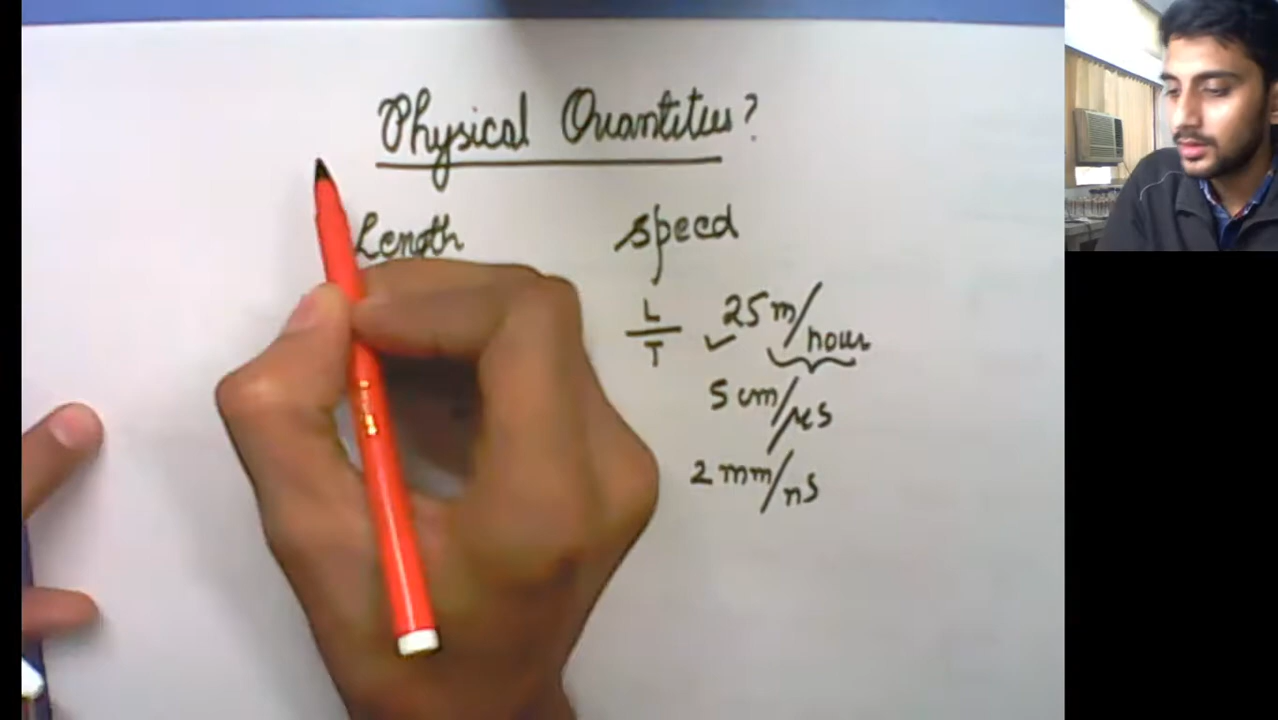 Physical Quantities?
Length
speed
L
T
25 m/hour
5 cm/μs
2 mm/ns